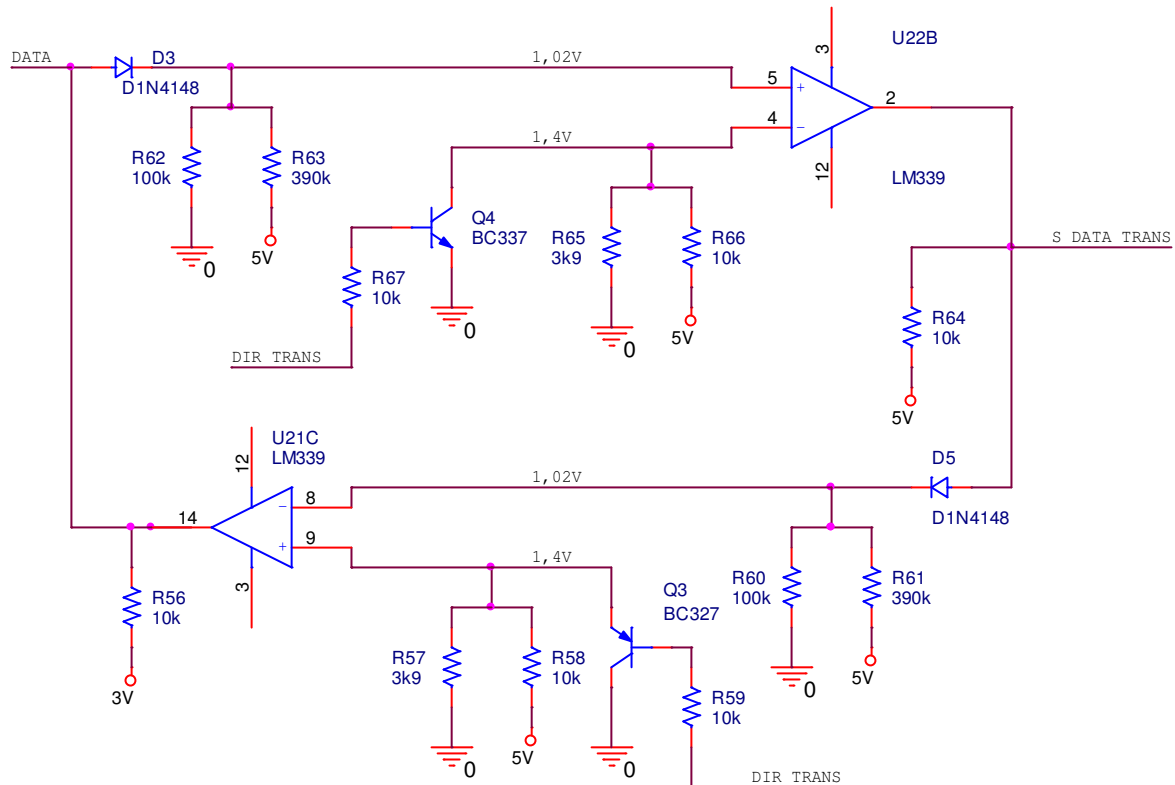 DATA
D3
D1N4148
1,02V
3
U22B
5
+
4
−
2
12
LM339
R62
100k
R63
390k
0
5V
1,4V
Q4
BC337
R67
10k
0
DIR TRANS
R65
3k9
R66
10k
0
5V
S DATA TRANS
R64
10k
5V
U21C
LM339
12
14
8
−
9
+
3
1,02V
D5
D1N4148
R56
10k
3V
1,4V
R57
3k9
R58
10k
0
5V
Q3
BC327
0
R59
10k
DIR TRANS
R60
100k
R61
390k
0
5V